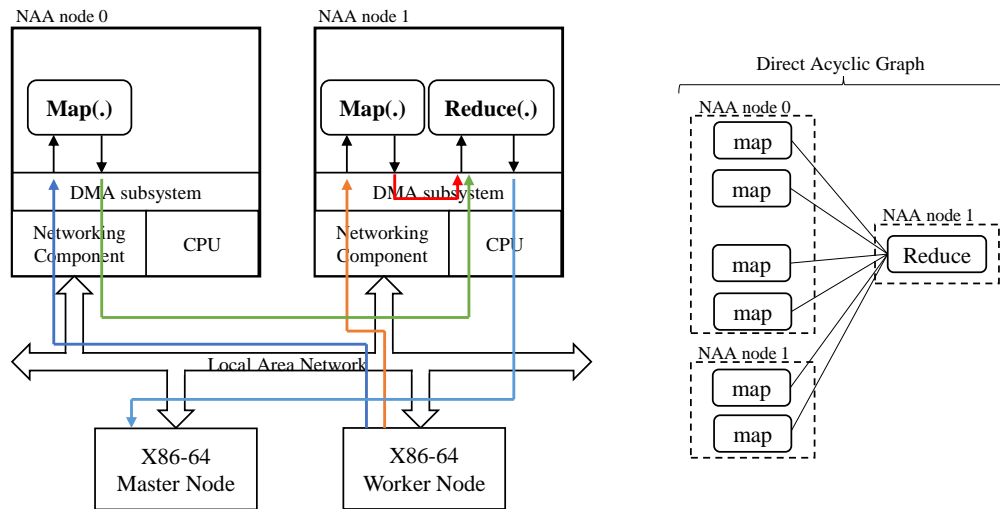 NAA node 0
Map(.)
DMA subsystem
Networking
Component
CPU
NAA node 1
Map(.)
Reduce(.)
DMA subsystem
Networking
Component
CPU
Local Area Network
X86-64
Master Node
X86-64
Worker Node
Direct Acyclic Graph
NAA node 0
map
map
map
map
NAA node 1
map
map
NAA node 1
Reduce